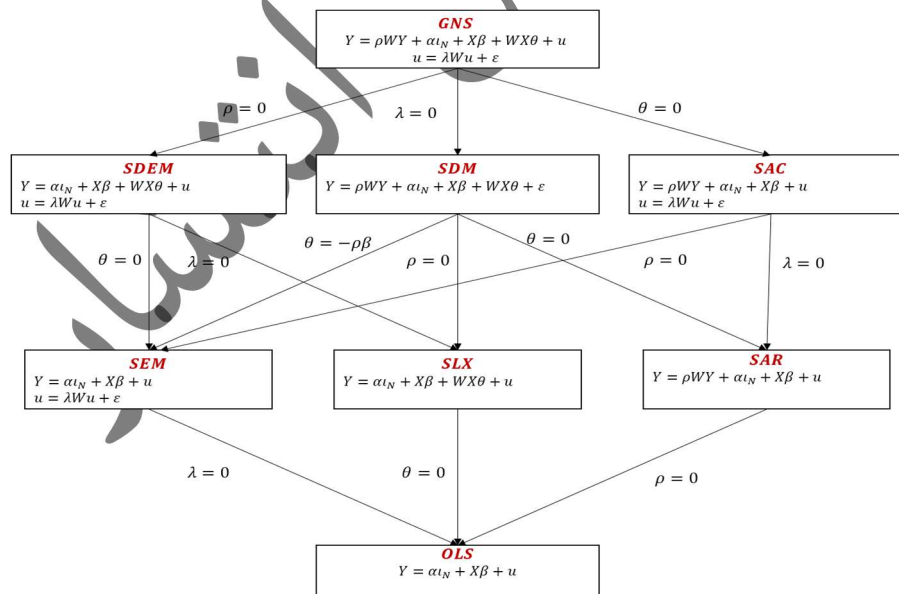 GNS
Y = ρWY + αι_N + Xβ + WXθ + u
u = λWu + ε
ρ = 0
λ = 0
θ = 0
SDEM
Y = αι_N + Xβ + WXθ + u
u = λWu + ε
SDM
Y = ρWY + αι_N + Xβ + WXθ + ε
SAC
Y = ρWY + αι_N + Xβ + u
u = λWu + ε
θ = 0
λ = 0
θ = −ρβ
ρ = 0
θ = 0
ρ = 0
λ = 0
SEM
Y = αι_N + Xβ + u
u = λWu + ε
SLX
Y = αι_N + Xβ + WXθ + u
SAR
Y = ρWY + αι_N + Xβ + u
λ = 0
θ = 0
ρ = 0
OLS
Y = αι_N + Xβ + u